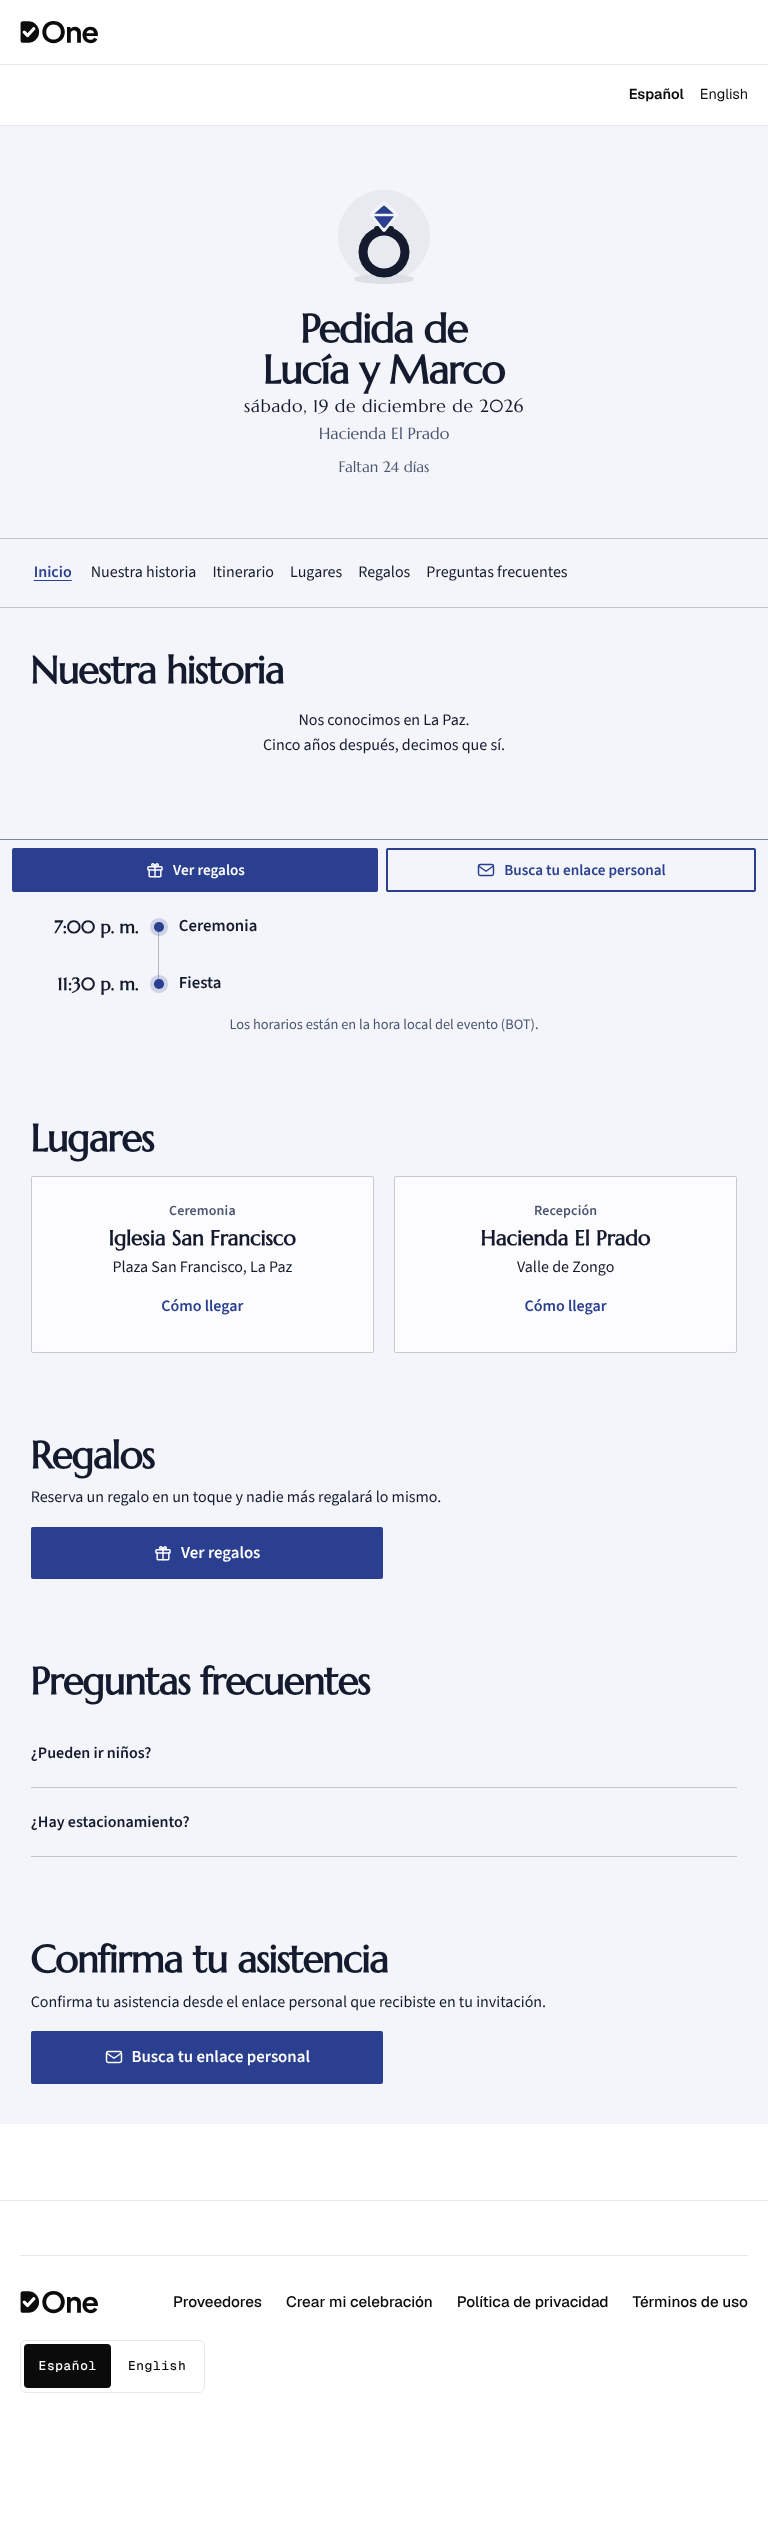 One
Español English
Pedida de
Lucía y Marco
sábado, 19 de diciembre de 2026
Hacienda El Prado
Faltan 24 días
Inicio Nuestra historia Itinerario Lugares Regalos Preguntas frecuentes
Nuestra historia
Nos conocimos en La Paz.
Cinco años después, decimos que sí.
Ver regalos Busca tu enlace personal
7:00 p. m. Ceremonia
11:30 p. m. Fiesta
Los horarios están en la hora local del evento (BOT).
Lugares
Ceremonia
Iglesia San Francisco
Plaza San Francisco, La Paz
Cómo llegar
Recepción
Hacienda El Prado
Valle de Zongo
Cómo llegar
Regalos
Reserva un regalo en un toque y nadie más regalará lo mismo.
Ver regalos
Preguntas frecuentes
¿Pueden ir niños?
¿Hay estacionamiento?
Confirma tu asistencia
Confirma tu asistencia desde el enlace personal que recibiste en tu invitación.
Busca tu enlace personal
One Proveedores Crear mi celebración Política de privacidad Términos de uso
Español English